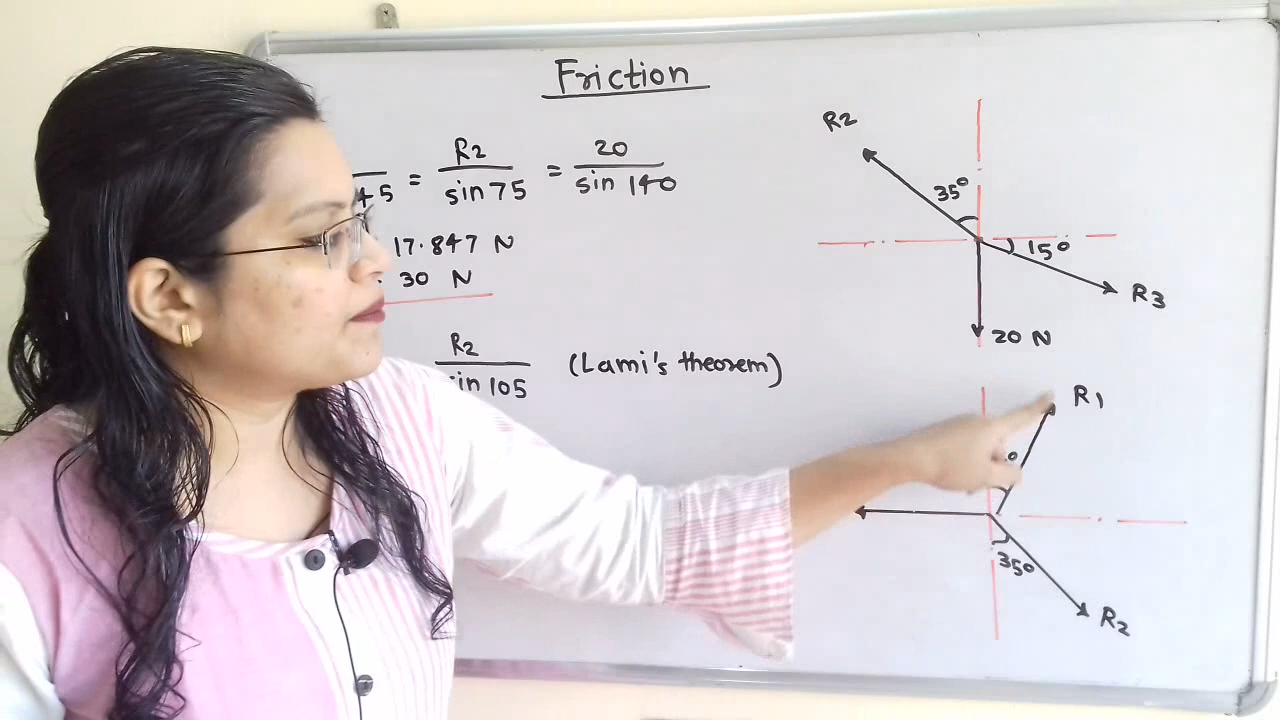 Friction
45 = R2 / sin 75 = 20 / sin 140
17.847 N
30 N
R2 / sin 105 (Lami's theorem)
R2
35°
15°
R3
20 N
R1
35°
R2